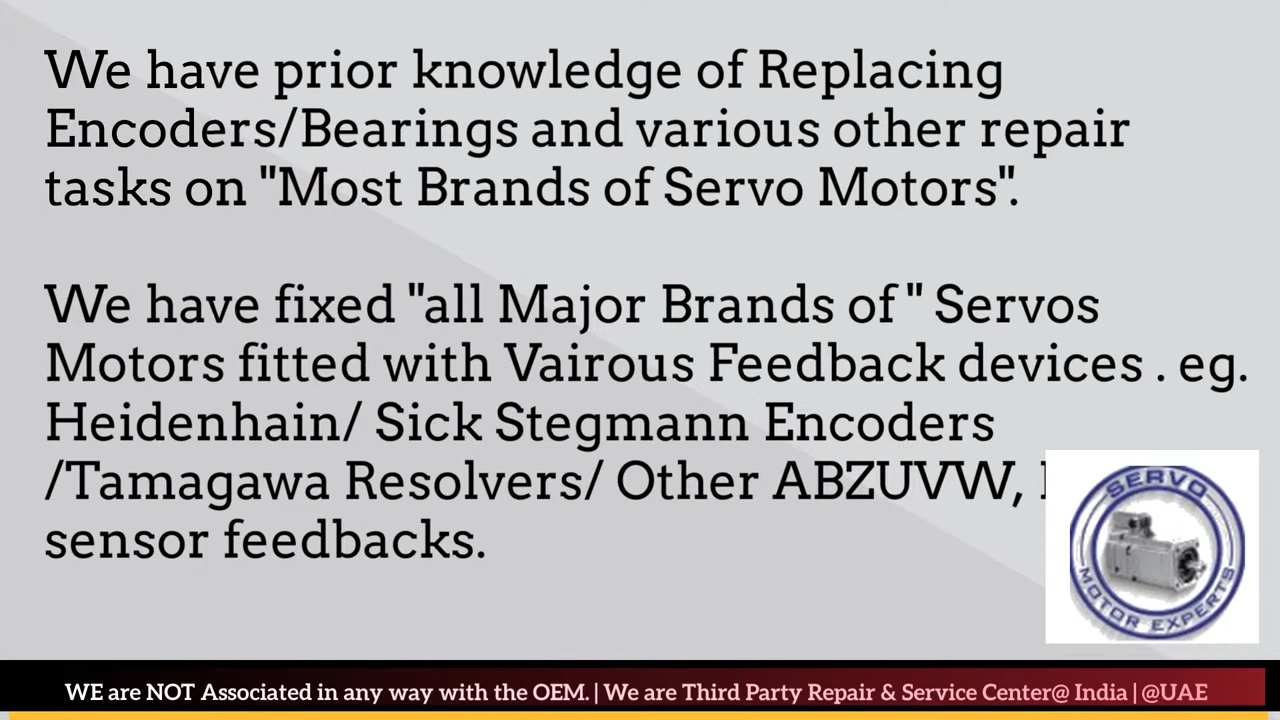 We have prior knowledge of Replacing
Encoders/Bearings and various other repair
tasks on "Most Brands of Servo Motors".
We have fixed "all Major Brands of " Servos
Motors fitted with Vairous Feedback devices . eg.
Heidenhain/ Sick Stegmann Encoders
/Tamagawa Resolvers/ Other ABZUVW,
sensor feedbacks.
SERVO
MOTOR EXPERTS
WE are NOT Associated in any way with the OEM. | We are Third Party Repair & Service Center@ India | @UAE